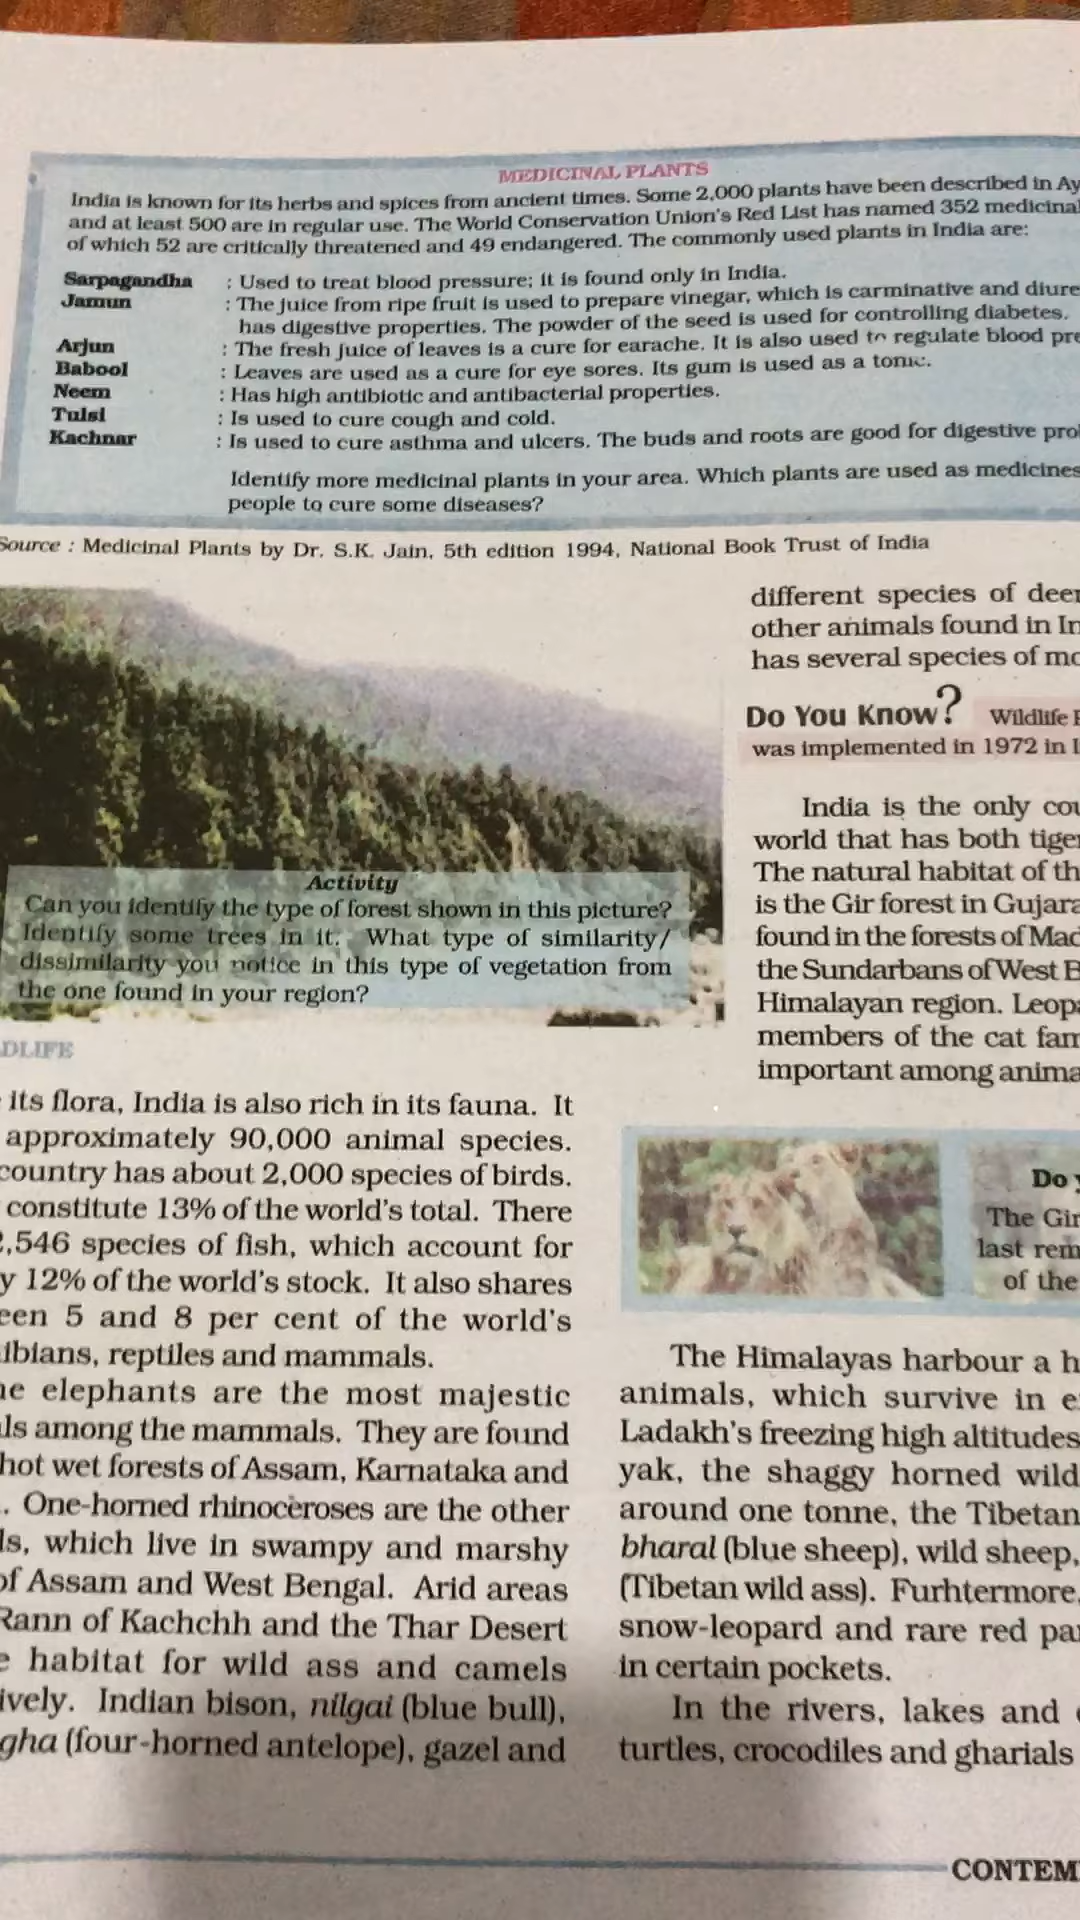 MEDICINAL PLANTS
India is known for its herbs and spices from ancient times. Some 2,000 plants have been described in Ay
and at least 500 are in regular use. The World Conservation Union's Red List has named 352 medicinal
of which 52 are critically threatened and 49 endangered. The commonly used plants in India are:
Sarpagandha : Used to treat blood pressure; it is found only in India.
Jamun : The juice from ripe fruit is used to prepare vinegar, which is carminative and diure
has digestive properties. The powder of the seed is used for controlling diabetes.
Arjun : The fresh juice of leaves is a cure for earache. It is also used to regulate blood pre
Babool : Leaves are used as a cure for eye sores. Its gum is used as a tonic.
Neem : Has high antibiotic and antibacterial properties.
Tulsi : Is used to cure cough and cold.
Kachnar : Is used to cure asthma and ulcers. The buds and roots are good for digestive pro
Identify more medicinal plants in your area. Which plants are used as medicines
people to cure some diseases?
Source : Medicinal Plants by Dr. S.K. Jain, 5th edition 1994, National Book Trust of India
Activity
Can you identify the type of forest shown in this picture?
Identify some trees in it. What type of similarity/
dissimilarity you notice in this type of vegetation from
the one found in your region?
DLIFE
its flora, India is also rich in its fauna. It
approximately 90,000 animal species.
country has about 2,000 species of birds.
constitute 13% of the world's total. There
2,546 species of fish, which account for
y 12% of the world's stock. It also shares
een 5 and 8 per cent of the world's
ibians, reptiles and mammals.
he elephants are the most majestic
ls among the mammals. They are found
hot wet forests of Assam, Karnataka and
. One-horned rhinoceroses are the other
ls, which live in swampy and marshy
of Assam and West Bengal. Arid areas
Rann of Kachchh and the Thar Desert
e habitat for wild ass and camels
ively. Indian bison, nilgai (blue bull),
gha (four-horned antelope), gazel and
different species of deer
other animals found in In
has several species of mo
Do You Know? Wildlife P
was implemented in 1972 in I
India is the only cou
world that has both tiger
The natural habitat of th
is the Gir forest in Gujara
found in the forests of Mad
the Sundarbans of West B
Himalayan region. Leopa
members of the cat fam
important among anima
Do y
The Gir
last rem
of the
The Himalayas harbour a h
animals, which survive in e
Ladakh's freezing high altitudes
yak, the shaggy horned wild
around one tonne, the Tibetan
bharal (blue sheep), wild sheep,
(Tibetan wild ass). Furhtermore,
snow-leopard and rare red pa
in certain pockets.
In the rivers, lakes and
turtles, crocodiles and gharials
CONTEM